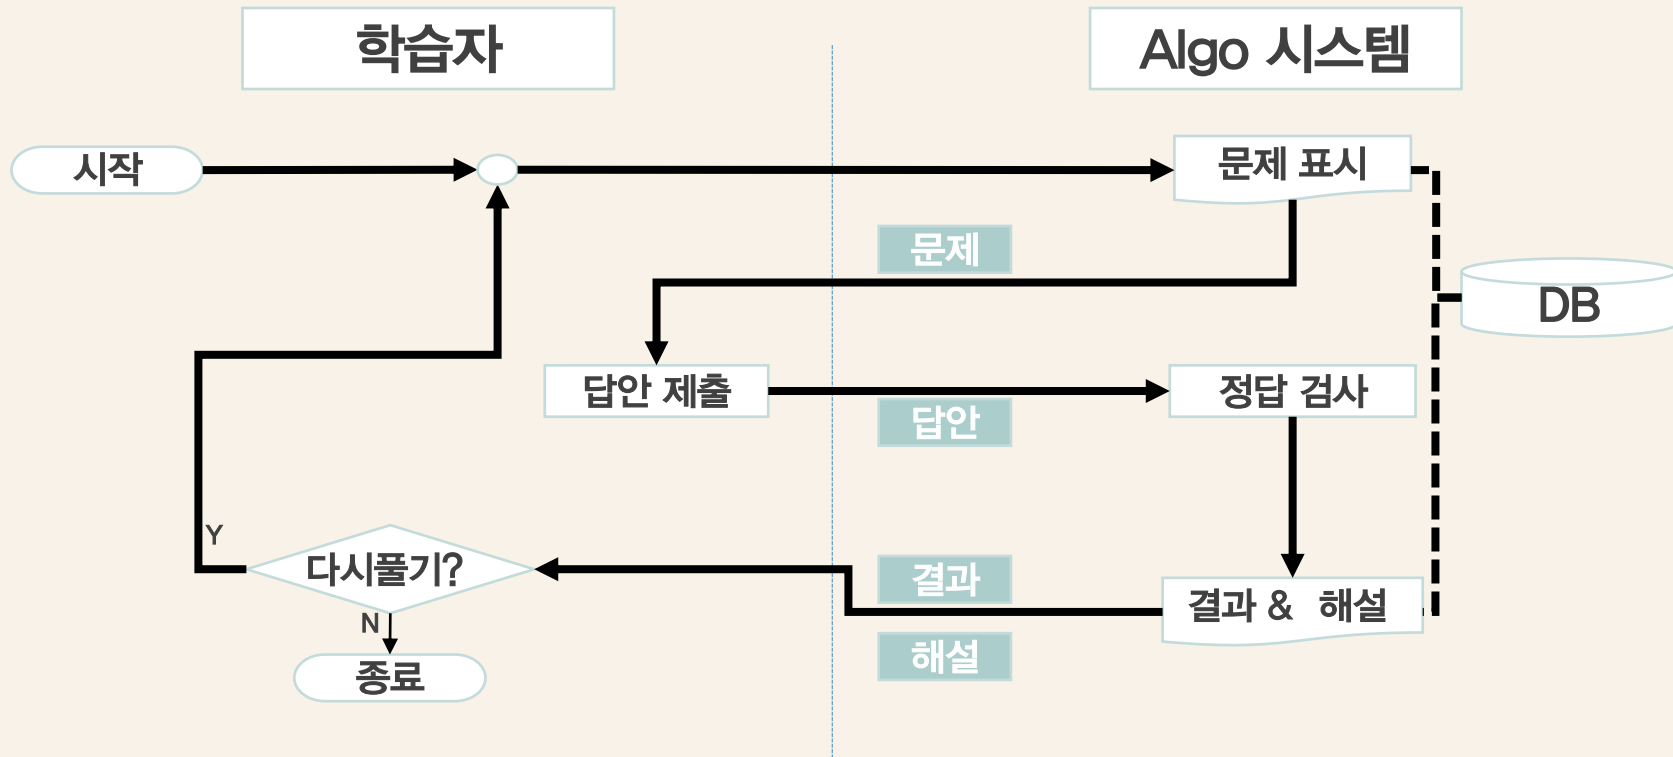 학습자
Algo 시스템
시작
문제 표시
문제
DB
답안 제출
정답 검사
답안
Y
다시풀기?
결과
결과 & 해설
N
해설
종료